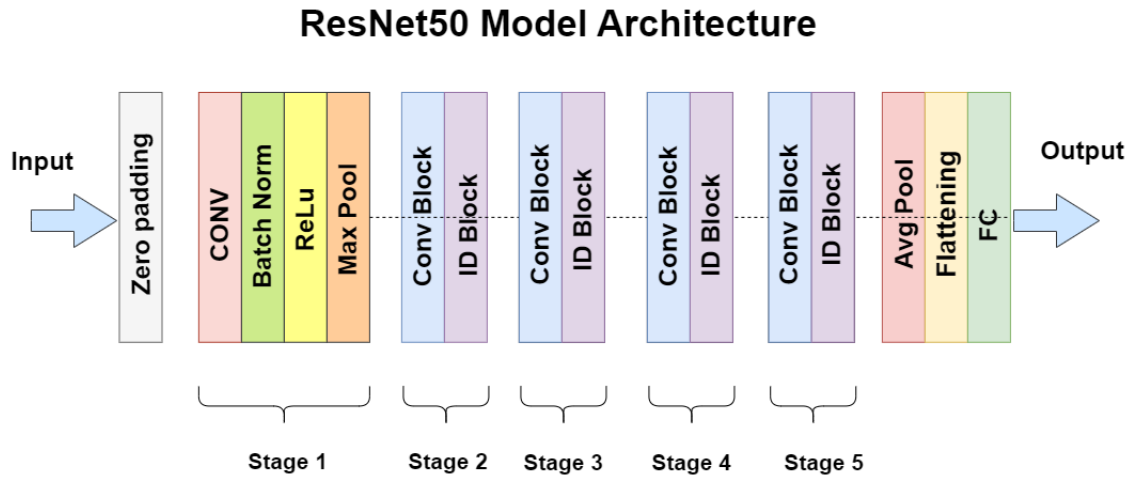 ResNet50 Model Architecture
Input
Zero padding
CONV
Batch Norm
ReLu
Max Pool
Conv Block
ID Block
Conv Block
ID Block
Conv Block
ID Block
Conv Block
ID Block
Avg Pool
Flattening
FC
Output
Stage 1
Stage 2
Stage 3
Stage 4
Stage 5